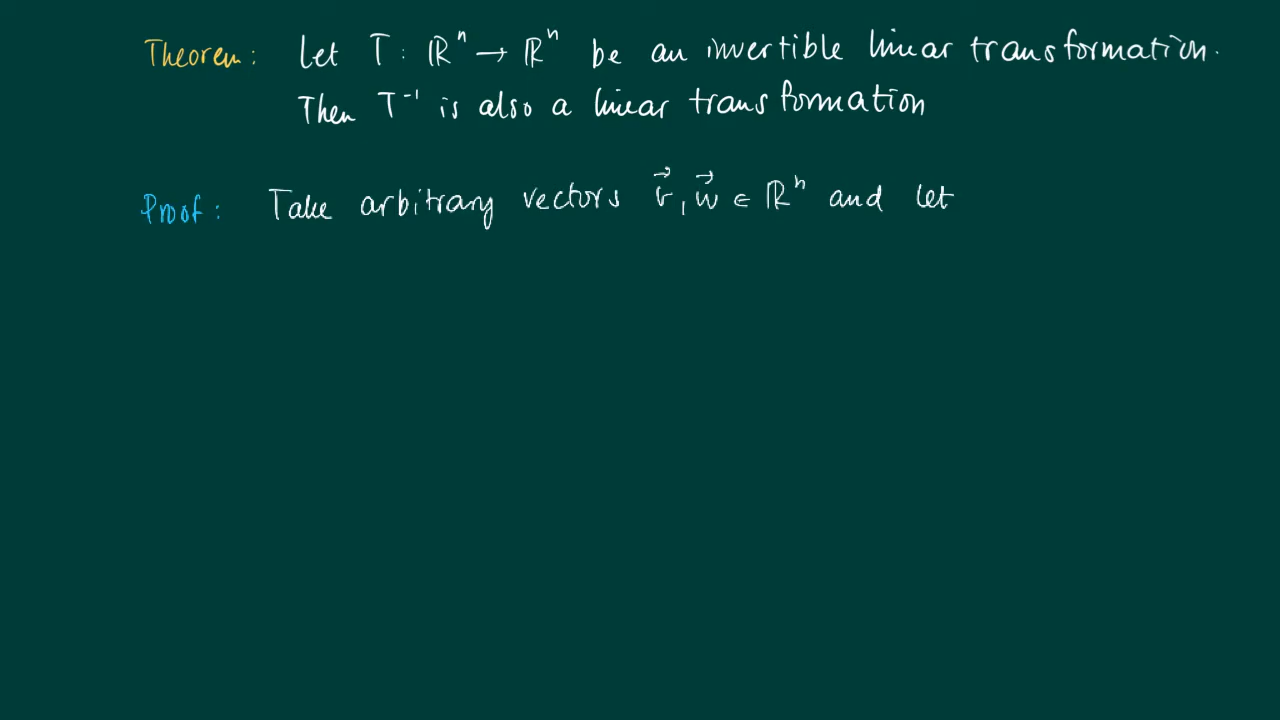 Theorem: Let T: ℝⁿ → ℝⁿ be an invertible linear transformation.
Then T⁻¹ is also a linear transformation
Proof: Take arbitrary vectors v⃗, w⃗ ∈ ℝⁿ and let